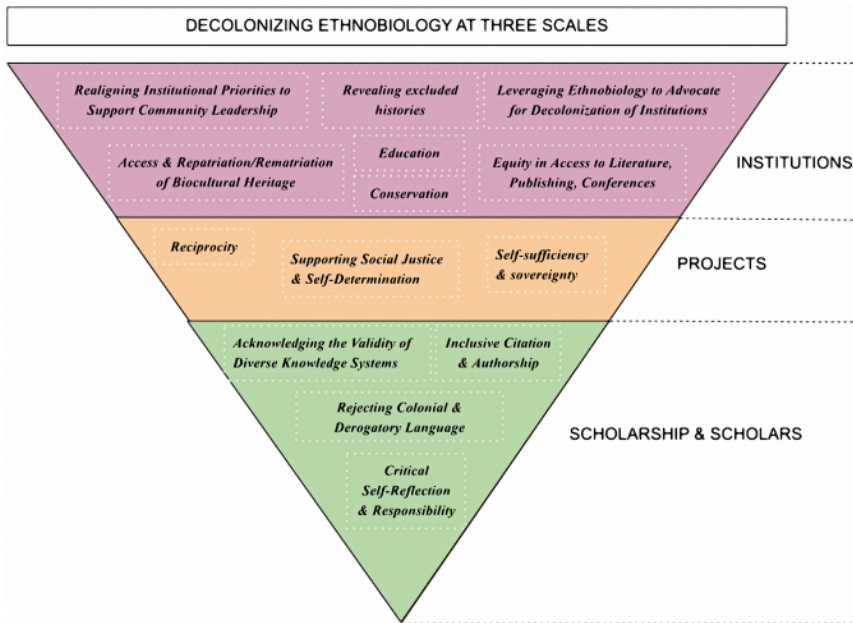 DECOLONIZING ETHNOBIOLOGY AT THREE SCALES
Realigning Institutional Priorities to
Support Community Leadership
Revealing excluded
histories
Leveraging Ethnobiology to Advocate
for Decolonization of Institutions
Access & Repatriation/Rematriation
of Biocultural Heritage
Education
Conservation
Equity in Access to Literature,
Publishing, Conferences
INSTITUTIONS
Reciprocity
Supporting Social Justice
& Self-Determination
Self-sufficiency
& sovereignty
PROJECTS
Acknowledging the Validity of
Diverse Knowledge Systems
Inclusive Citation
& Authorship
Rejecting Colonial &
Derogatory Language
Critical
Self-Reflection
& Responsibility
SCHOLARSHIP & SCHOLARS